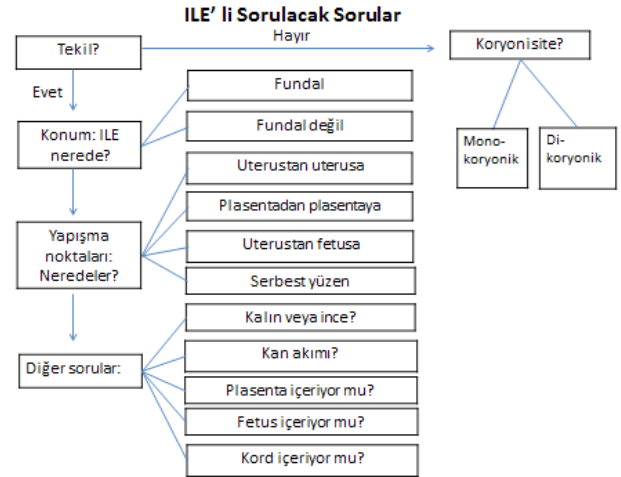 ILE' li Sorulacak Sorular
Tekil?
Hayır
Koryonisite?
Evet
Fundal
Konum: ILE
nerede?
Fundal değil
Mono-
koryonik
Di-
koryonik
Uterustan uterusa
Plasentadan plasentaya
Yapışma
noktaları:
Neredeler?
Uterustan fetusa
Serbest yüzen
Kalın veya ince?
Diğer sorular:
Kan akımı?
Plasenta içeriyor mu?
Fetus içeriyor mu?
Kord içeriyor mu?